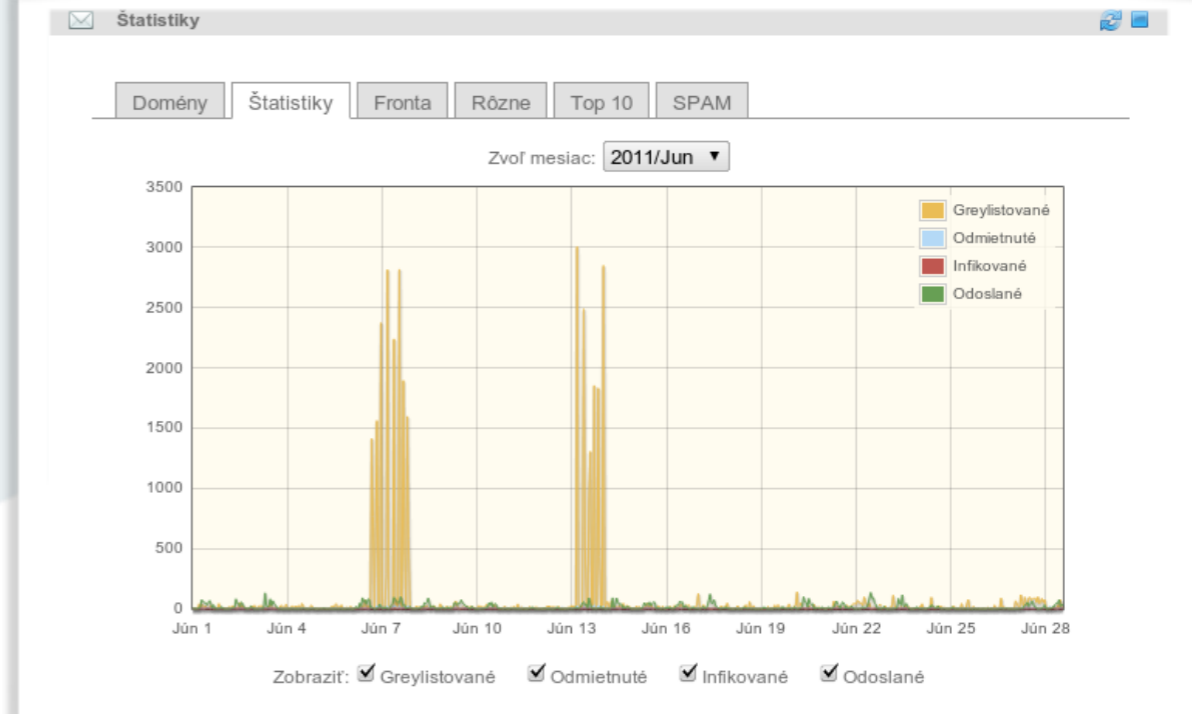 Štatistiky
Domény Štatistiky Fronta Rôzne Top 10 SPAM
Zvoľ mesiac: 2011/Jun
3500
3000
2500
2000
1500
1000
500
0
Greylistované
Odmietnuté
Infikované
Odoslané
Jún 1 Jún 4 Jún 7 Jún 10 Jún 13 Jún 16 Jún 19 Jún 22 Jún 25 Jún 28
Zobraziť: Greylistované Odmietnuté Infikované Odoslané